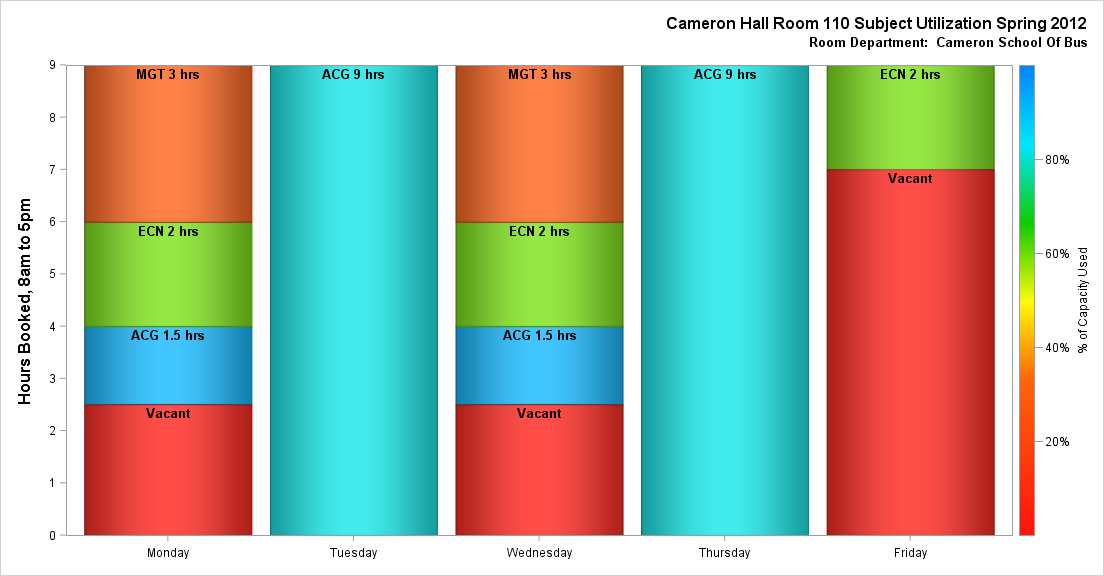 Cameron Hall Room 110 Subject Utilization Spring 2012
Room Department:  Cameron School Of Bus
Hours Booked, 8am to 5pm
9
8
7
6
5
4
3
2
1
0
MGT 3 hrs
ECN 2 hrs
ACG 1.5 hrs
Vacant
ACG 9 hrs
MGT 3 hrs
ECN 2 hrs
ACG 1.5 hrs
Vacant
ACG 9 hrs
ECN 2 hrs
Vacant
Monday
Tuesday
Wednesday
Thursday
Friday
80%
60%
40%
20%
% of Capacity Used